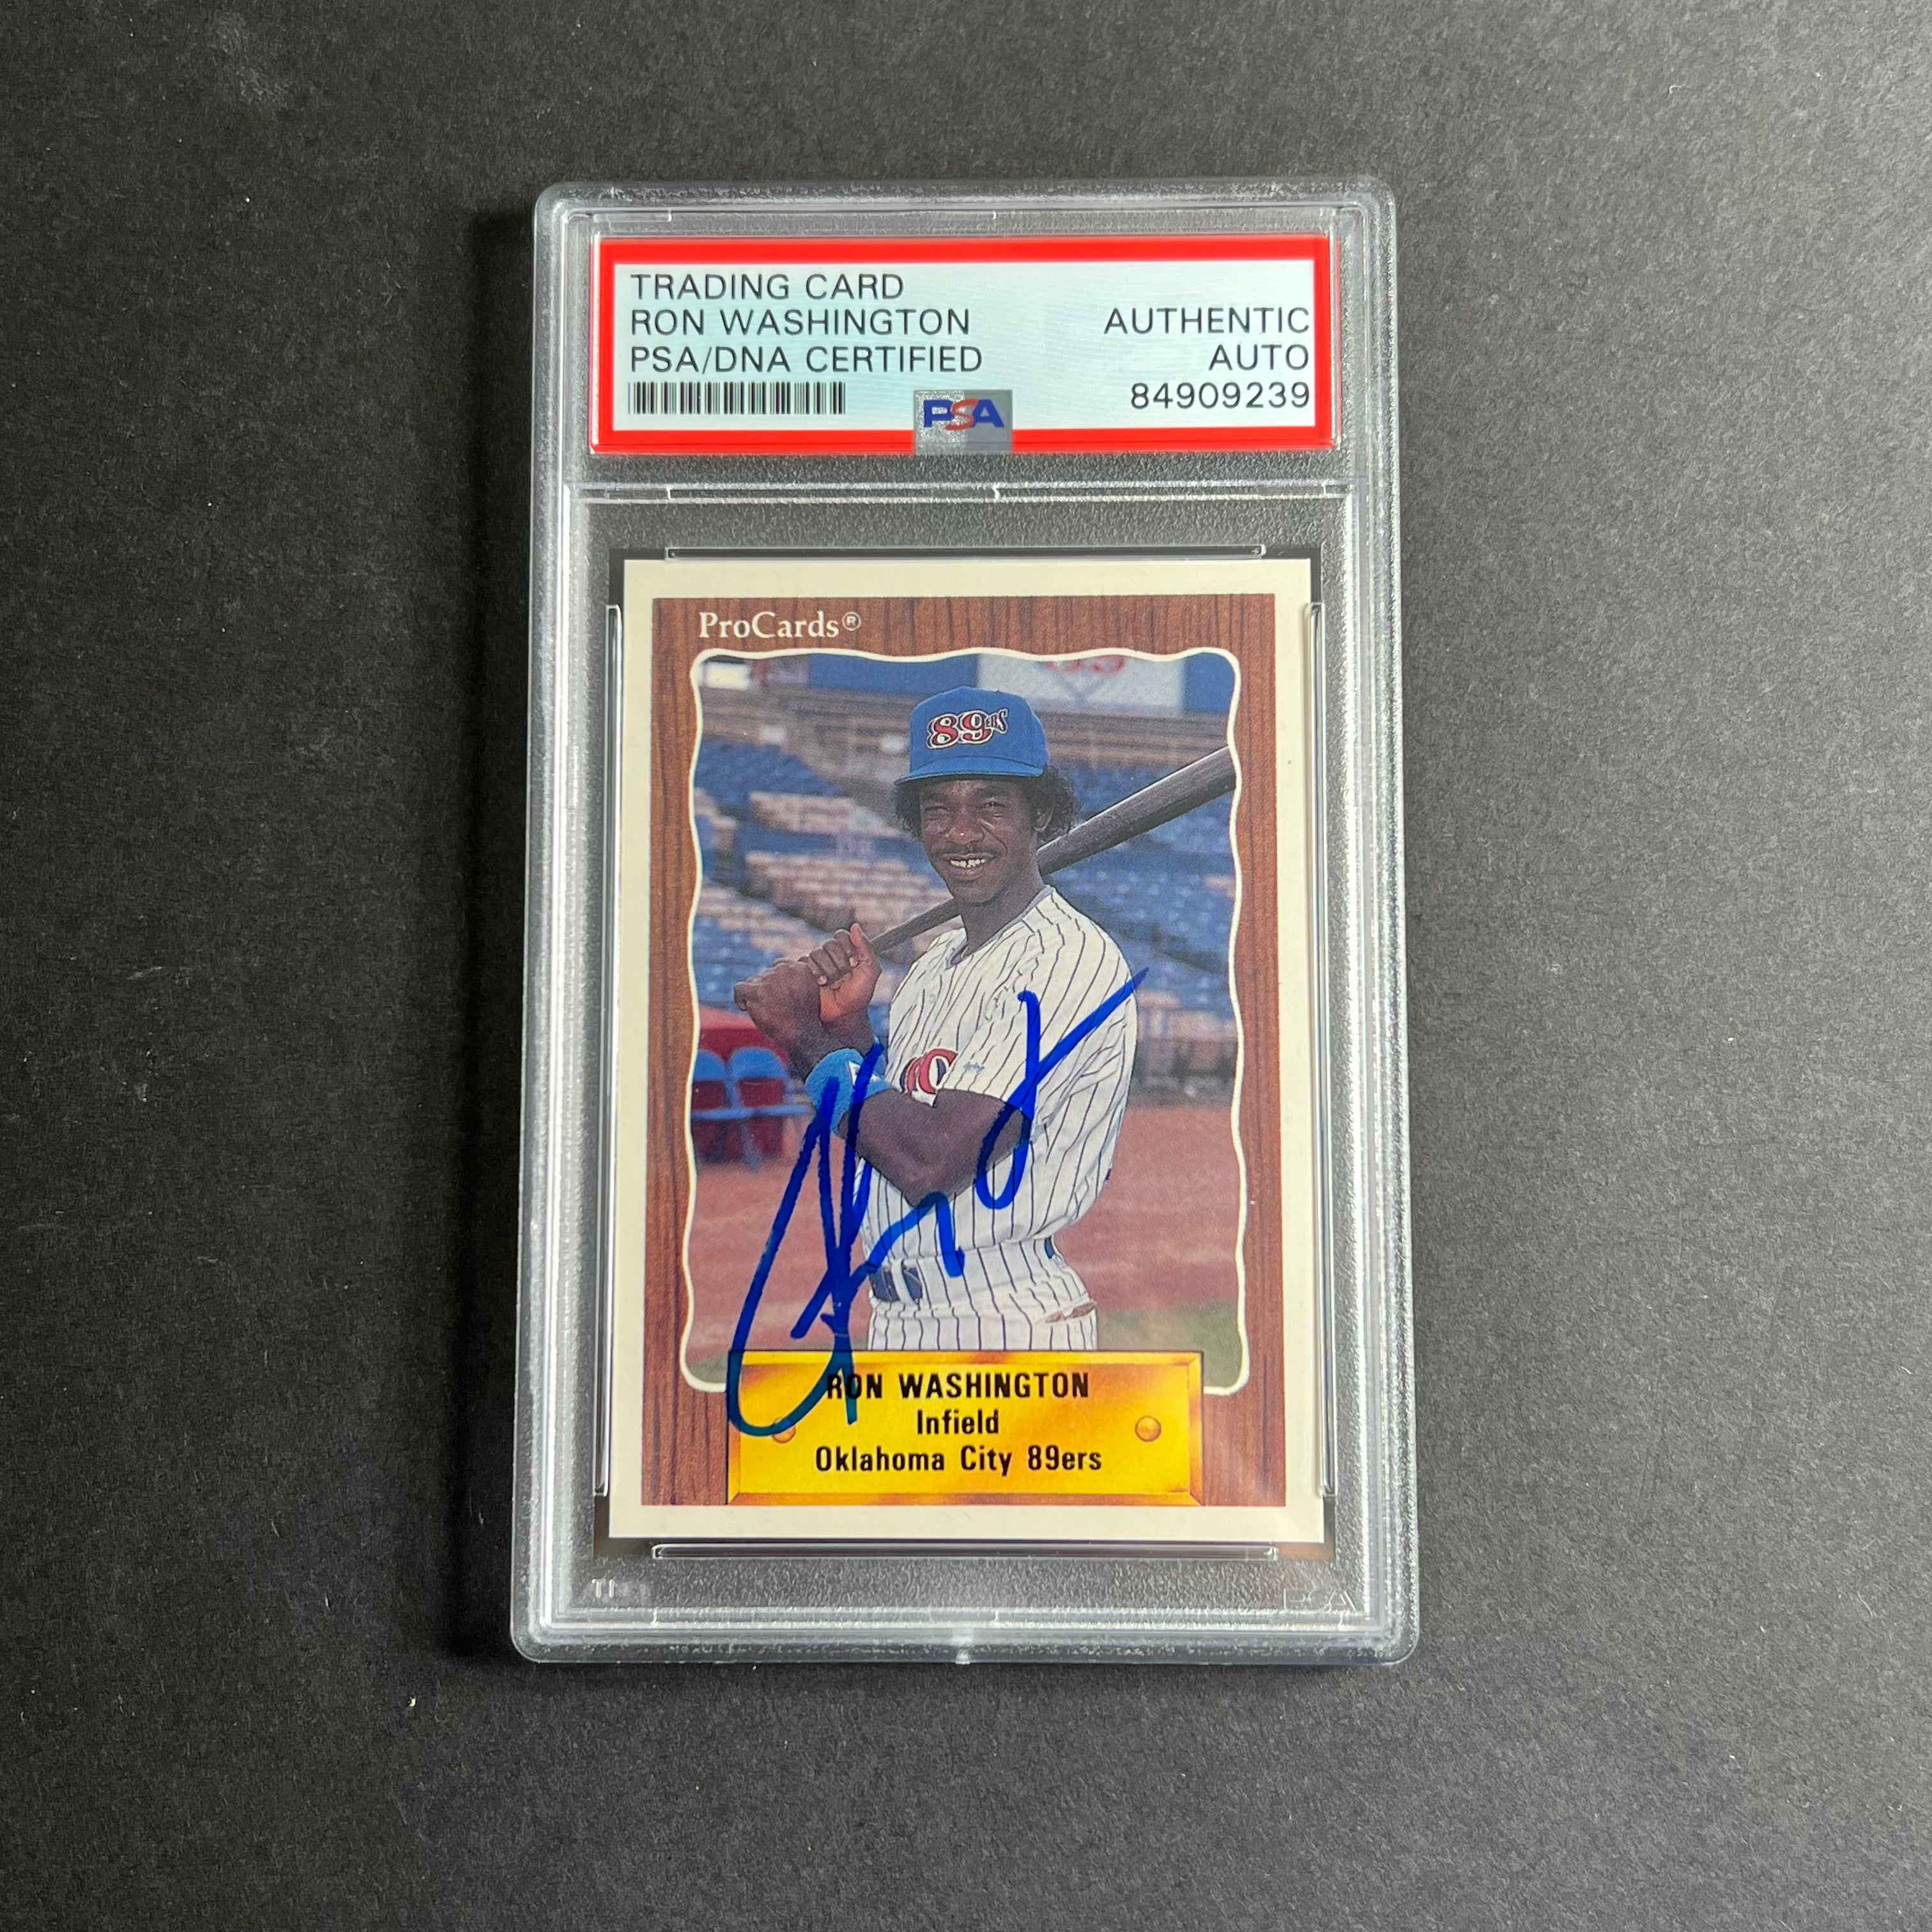 TRADING CARD
RON WASHINGTON AUTHENTIC
PSA/DNA CERTIFIED AUTO
84909239
PSA
ProCards®
89ers
RON WASHINGTON
Infield
Oklahoma City 89ers
PSA